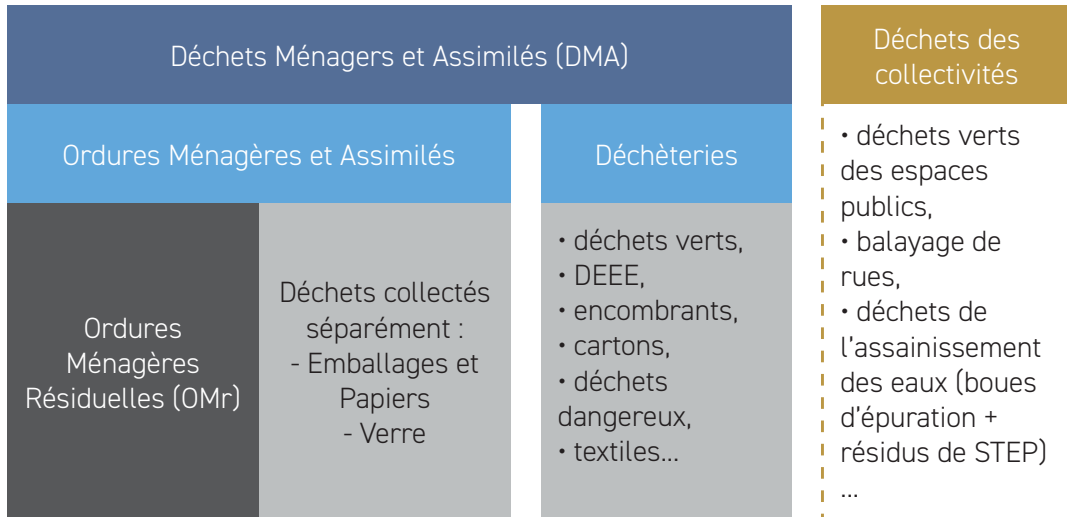 Déchets Ménagers et Assimilés (DMA)
Ordures Ménagères et Assimilés
Ordures
Ménagères
Résiduelles (OMr)
Déchets collectés
séparément :
- Emballages et
Papiers
- Verre
Déchèteries
• déchets verts,
• DEEE,
• encombrants,
• cartons,
• déchets
dangereux,
• textiles...
Déchets des
collectivités
• déchets verts
des espaces
publics,
• balayage de
rues,
• déchets de
l'assainissement
des eaux (boues
d'épuration +
résidus de STEP)
...